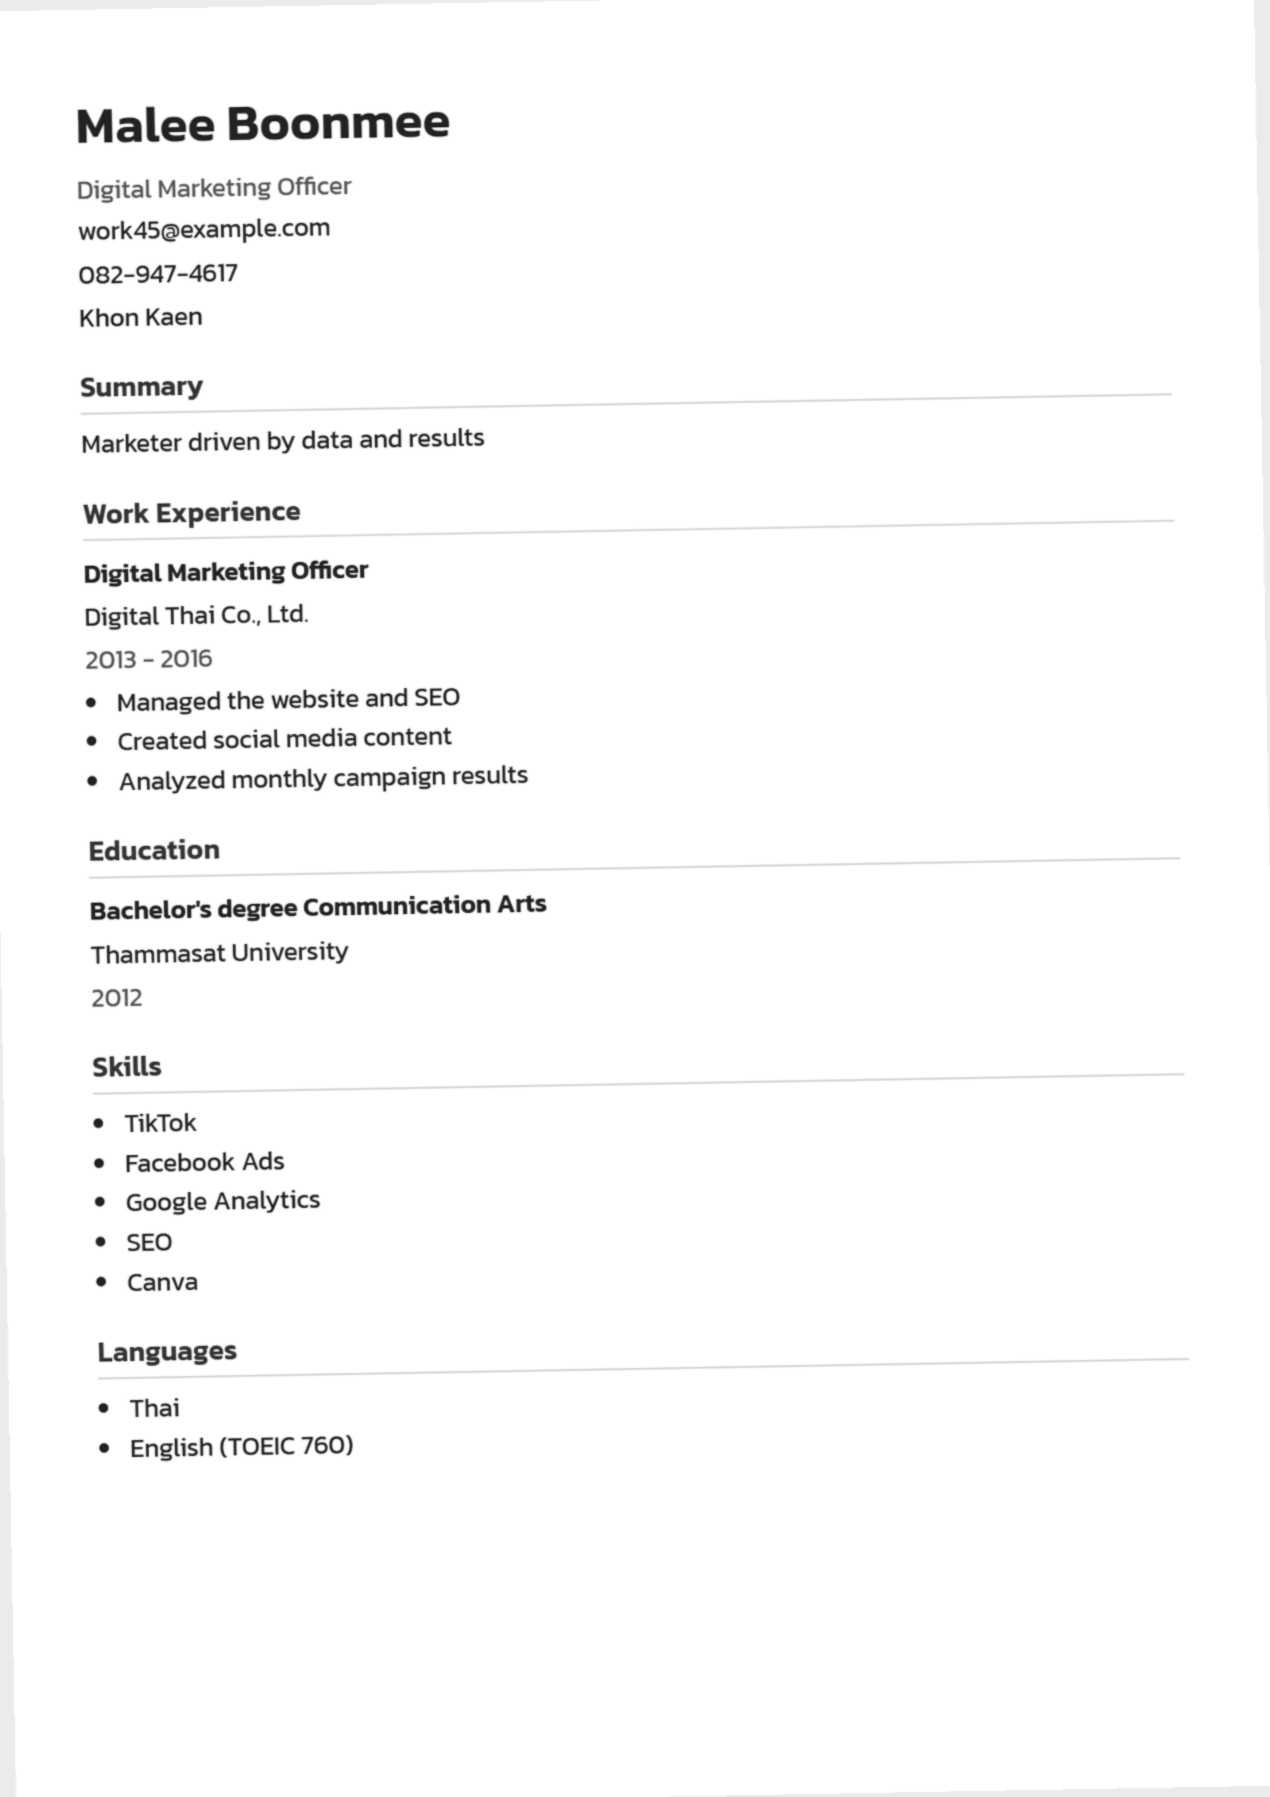 Malee Boonmee
Digital Marketing Officer
work45@example.com
082-947-4617
Khon Kaen
Summary
Marketer driven by data and results
Work Experience
Digital Marketing Officer
Digital Thai Co., Ltd.
2013 - 2016
• Managed the website and SEO
• Created social media content
• Analyzed monthly campaign results
Education
Bachelor's degree Communication Arts
Thammasat University
2012
Skills
• TikTok
• Facebook Ads
• Google Analytics
• SEO
• Canva
Languages
• Thai
• English (TOEIC 760)